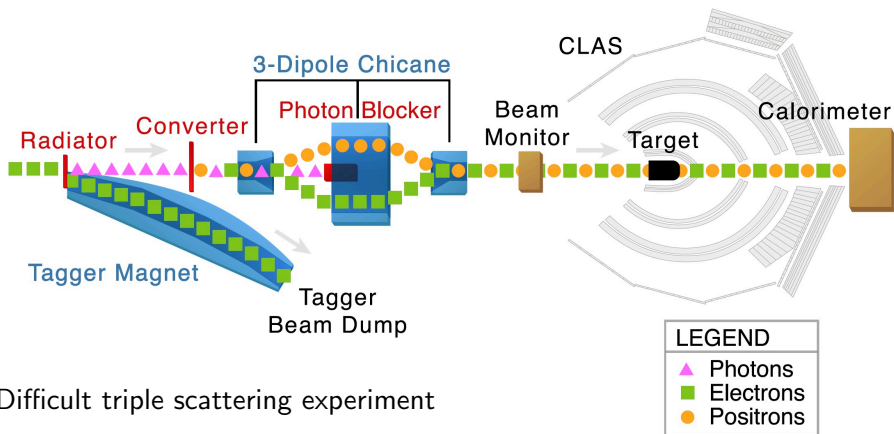 CLAS
3-Dipole Chicane
Photon Blocker
Beam
Monitor
Calorimeter
Radiator
Converter
Target
Tagger Magnet
Tagger
Beam Dump
LEGEND
Photons
Electrons
Positrons
Difficult triple scattering experiment